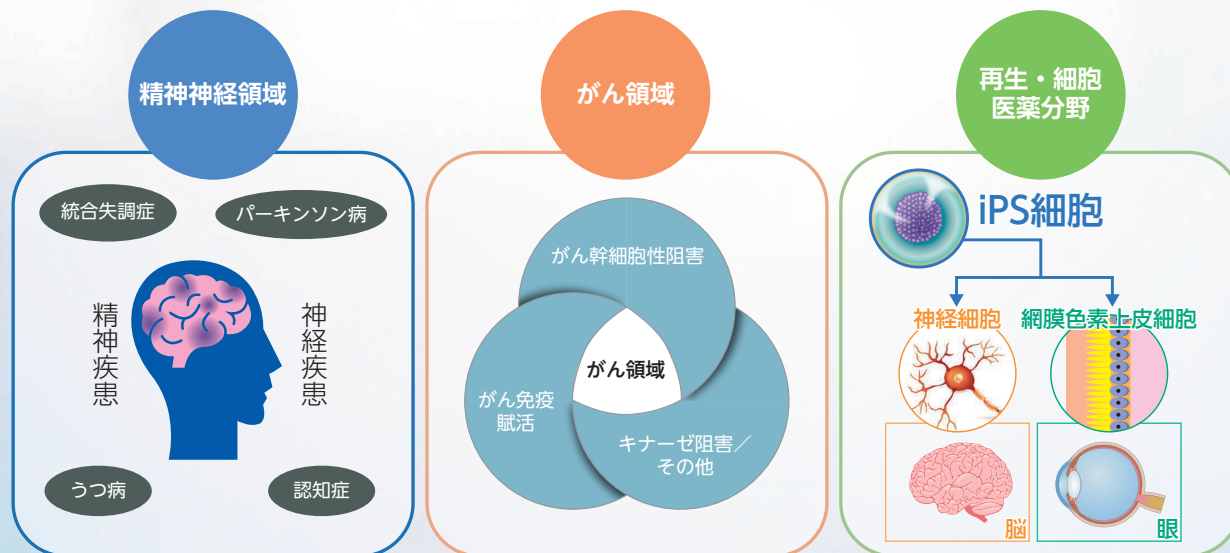 精神神経領域
統合失調症
パーキンソン病
精神疾患
神経疾患
うつ病
認知症
がん領域
がん幹細胞性阻害
がん領域
がん免疫
賦活
キナーゼ阻害／
その他
再生・細胞
医薬分野
iPS細胞
神経細胞
網膜色素上皮細胞
脳
眼